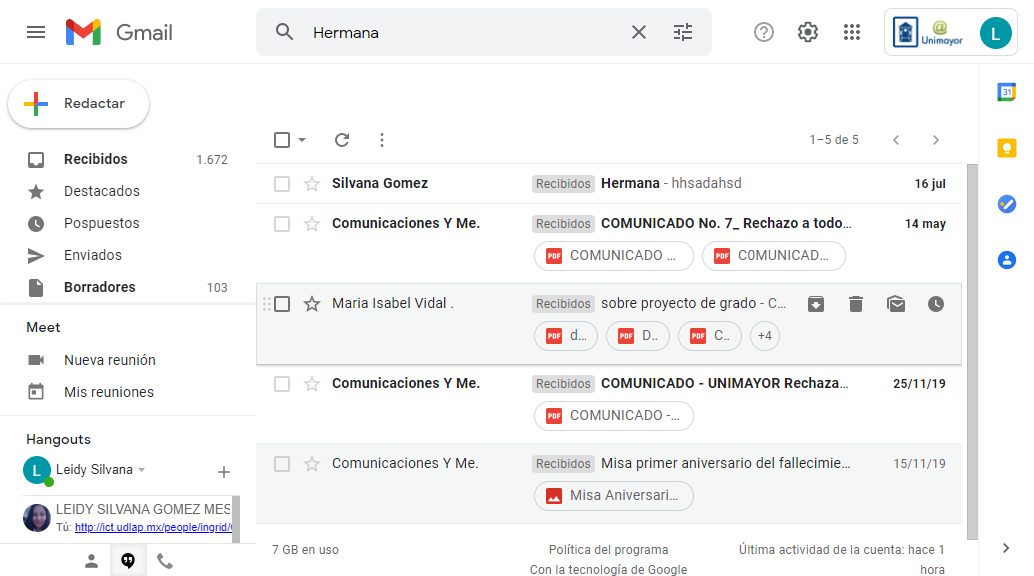 Gmail
Hermana
@
Unimayor
L
Redactar
31
1–5 de 5
Recibidos 1.672
Destacados
Pospuestos
Enviados
Borradores 103
Silvana Gomez Recibidos Hermana - hhsadahsd 16 jul
Comunicaciones Y Me. Recibidos COMUNICADO No. 7_ Rechazo a todo… 14 may
PDF COMUNICADO … PDF COMUNICAD…
Maria Isabel Vidal . Recibidos sobre proyecto de grado - C…
PDF d… PDF D.. PDF C.. +4
Comunicaciones Y Me. Recibidos COMUNICADO - UNIMAYOR Rechaza… 25/11/19
PDF COMUNICADO -…
Comunicaciones Y Me. Recibidos Misa primer aniversario del fallecimie… 15/11/19
Misa Aniversari…
Meet
Nueva reunión
Mis reuniones
Hangouts
L Leidy Silvana
LEIDY SILVANA GOMEZ MES
Tú: http://ict.udlap.mx/people/ingrid/
7 GB en uso
Política del programa
Con la tecnología de Google
Última actividad de la cuenta: hace 1
hora